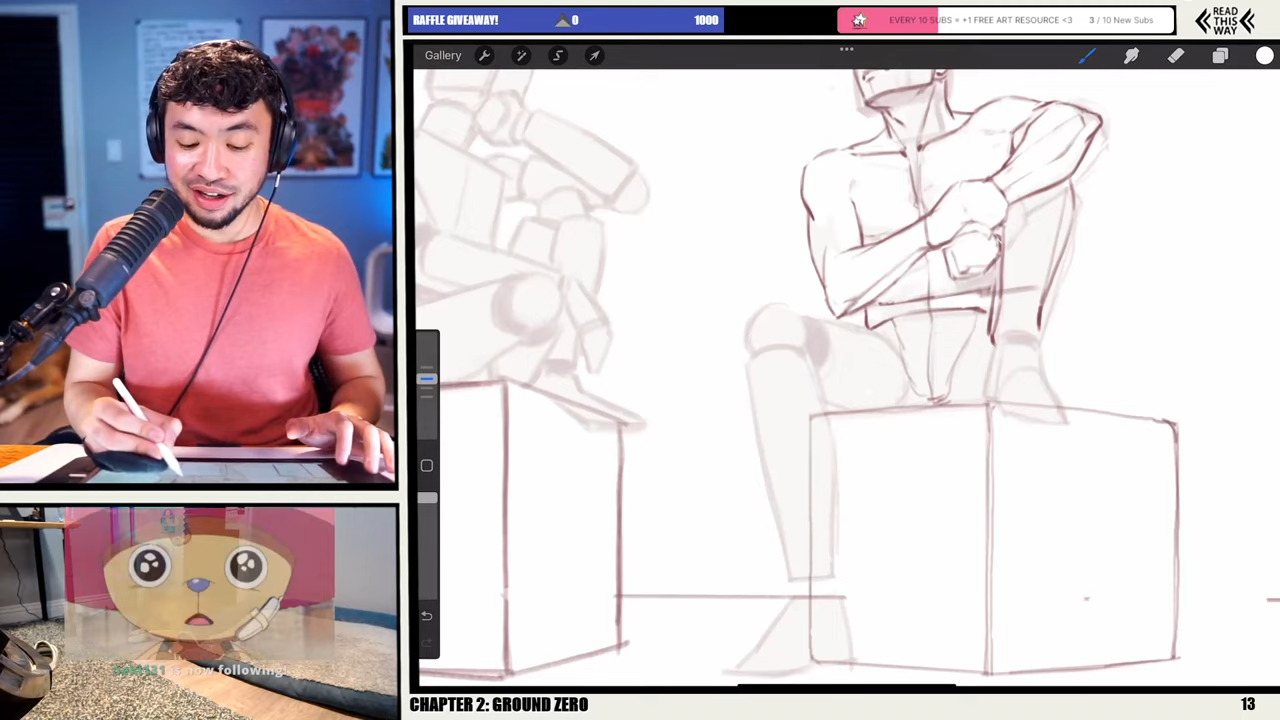 RAFFLE GIVEAWAY! 0 1000
EVERY 10 SUBS = +1 FREE ART RESOURCE <3 3 / 10 New Subs
READ
THIS
WAY
Gallery
is now following!
CHAPTER 2: GROUND ZERO
13